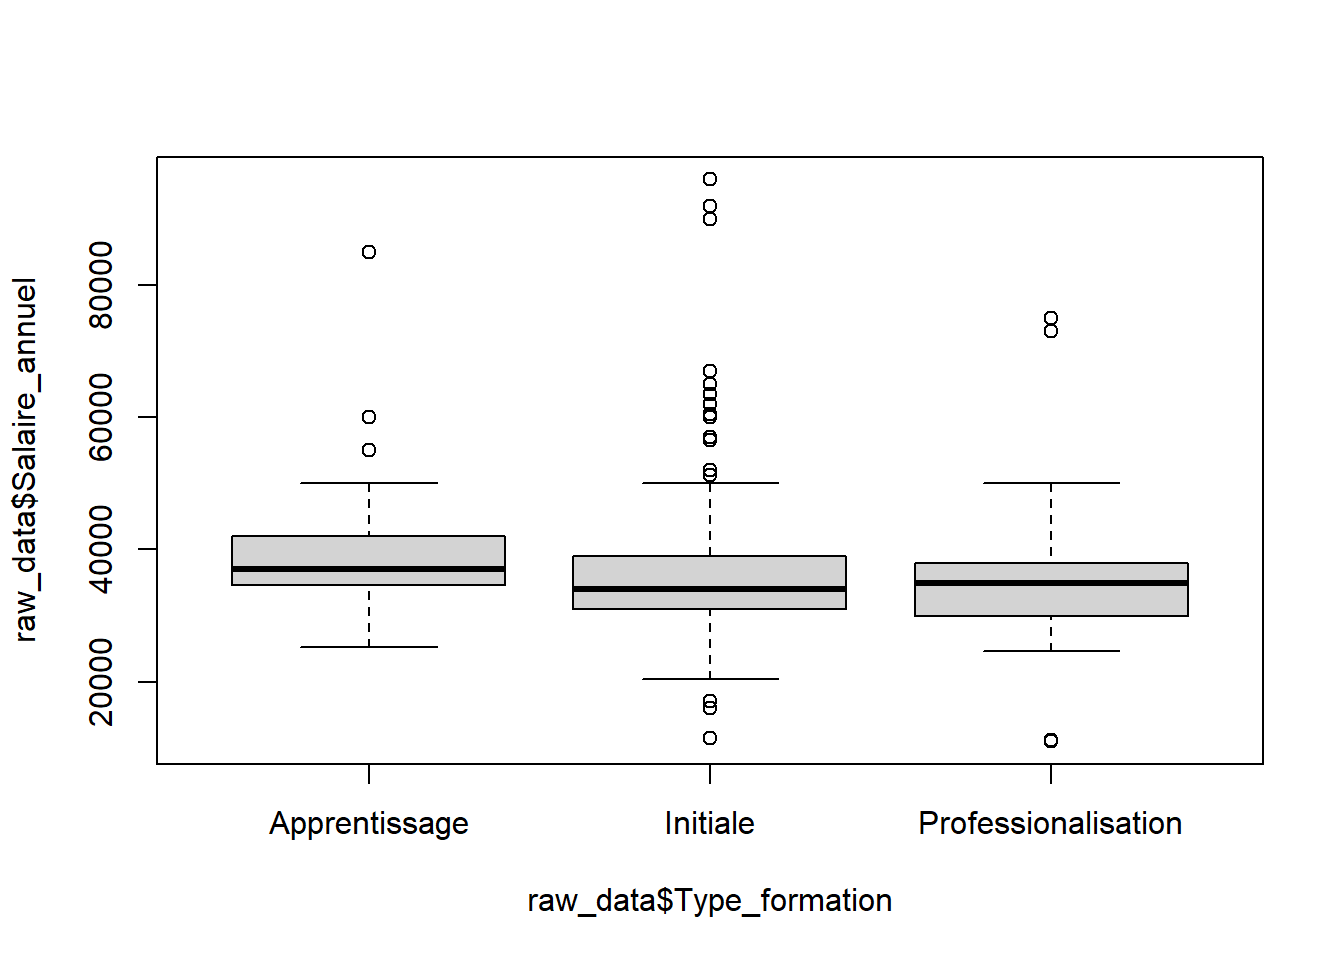 raw_data$Salaire_annuel
80000
60000
40000
20000
Apprentissage Initiale Professionalisation
raw_data$Type_formation